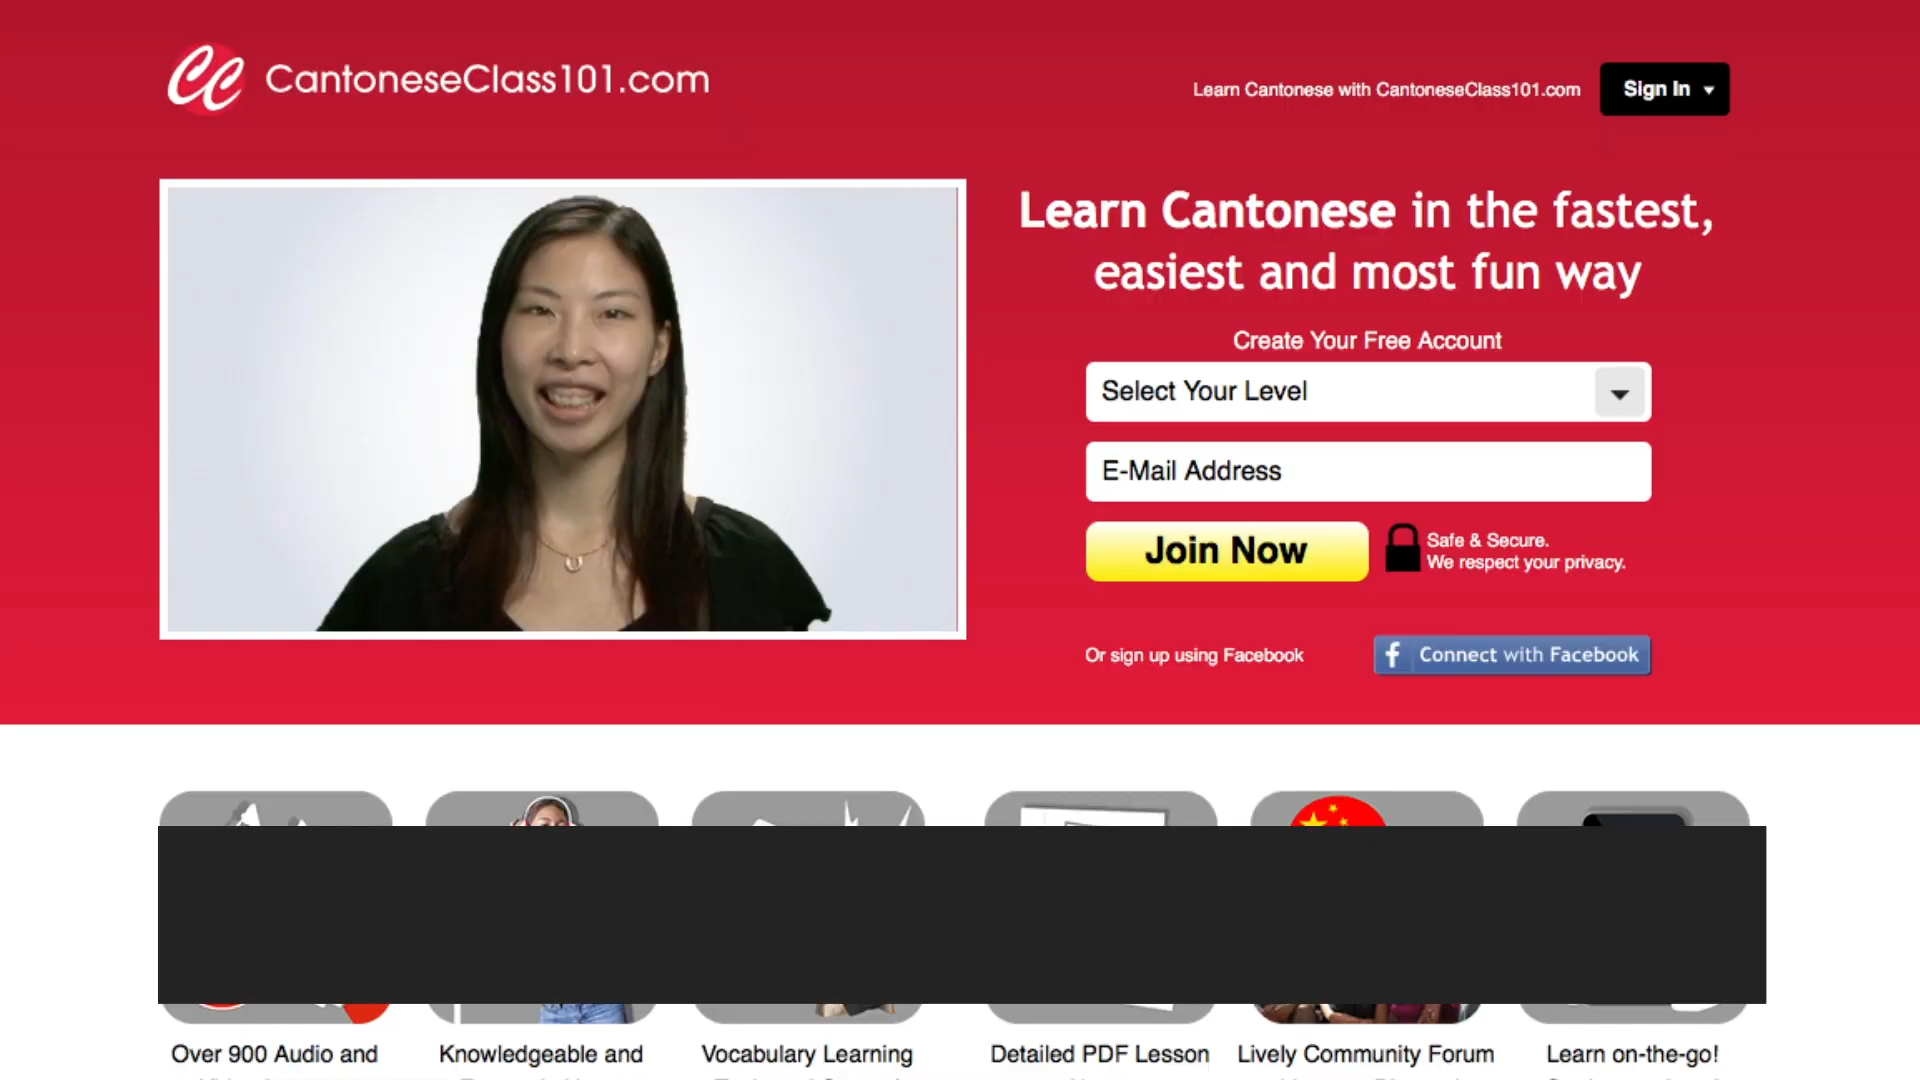 CC CantoneseClass101.com
Learn Cantonese with CantoneseClass101.com
Sign In
Learn Cantonese in the fastest,
easiest and most fun way
Create Your Free Account
Select Your Level
E-Mail Address
Join Now
Safe & Secure.
We respect your privacy.
Or sign up using Facebook
f Connect with Facebook
Over 900 Audio and
Knowledgeable and
Vocabulary Learning
Detailed PDF Lesson
Lively Community Forum
Learn on-the-go!